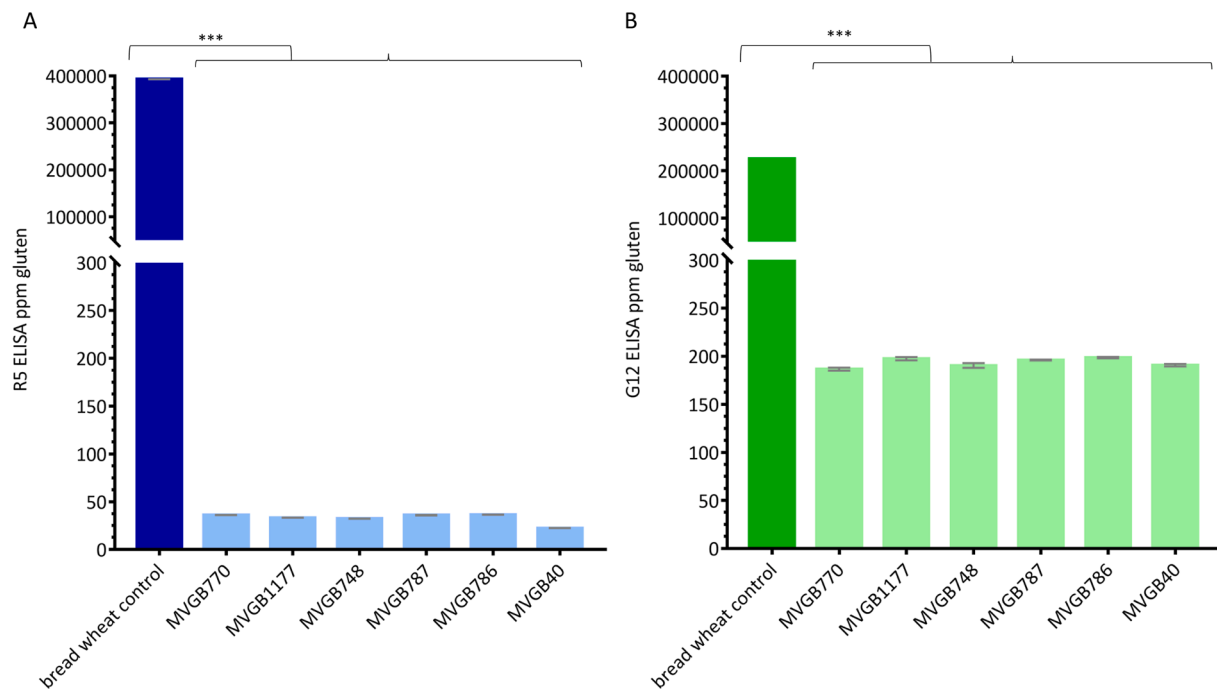 A
***
400000
300000
200000
100000
300
250
200
150
100
50
0
R5 ELISA ppm gluten
bread wheat control
MVGB770
MVGB1177
MVGB748
MVGB787
MVGB786
MVGB40
B
***
400000
300000
200000
100000
300
250
200
150
100
50
0
G12 ELISA ppm gluten
bread wheat control
MVGB770
MVGB1177
MVGB748
MVGB787
MVGB786
MVGB40